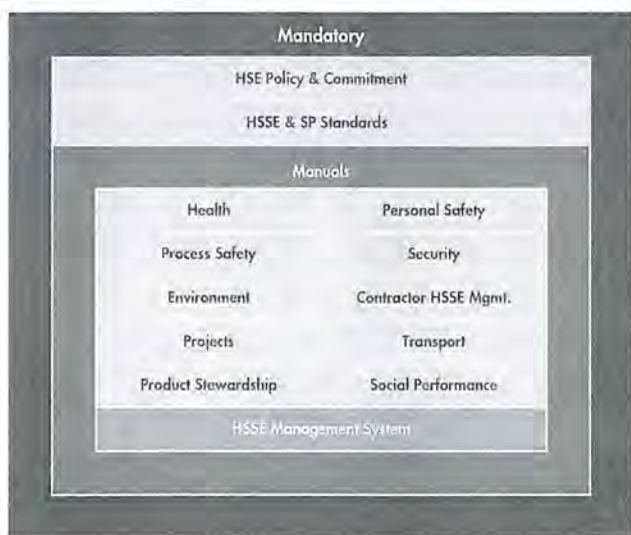 Mandatory
HSE Policy & Commitment
HSSE & SP Standards
Manuals
Health Personal Safety
Process Safety Security
Environment Contractor HSSE Mgmt.
Projects Transport
Product Stewardship Social Performance
HSSE Management System